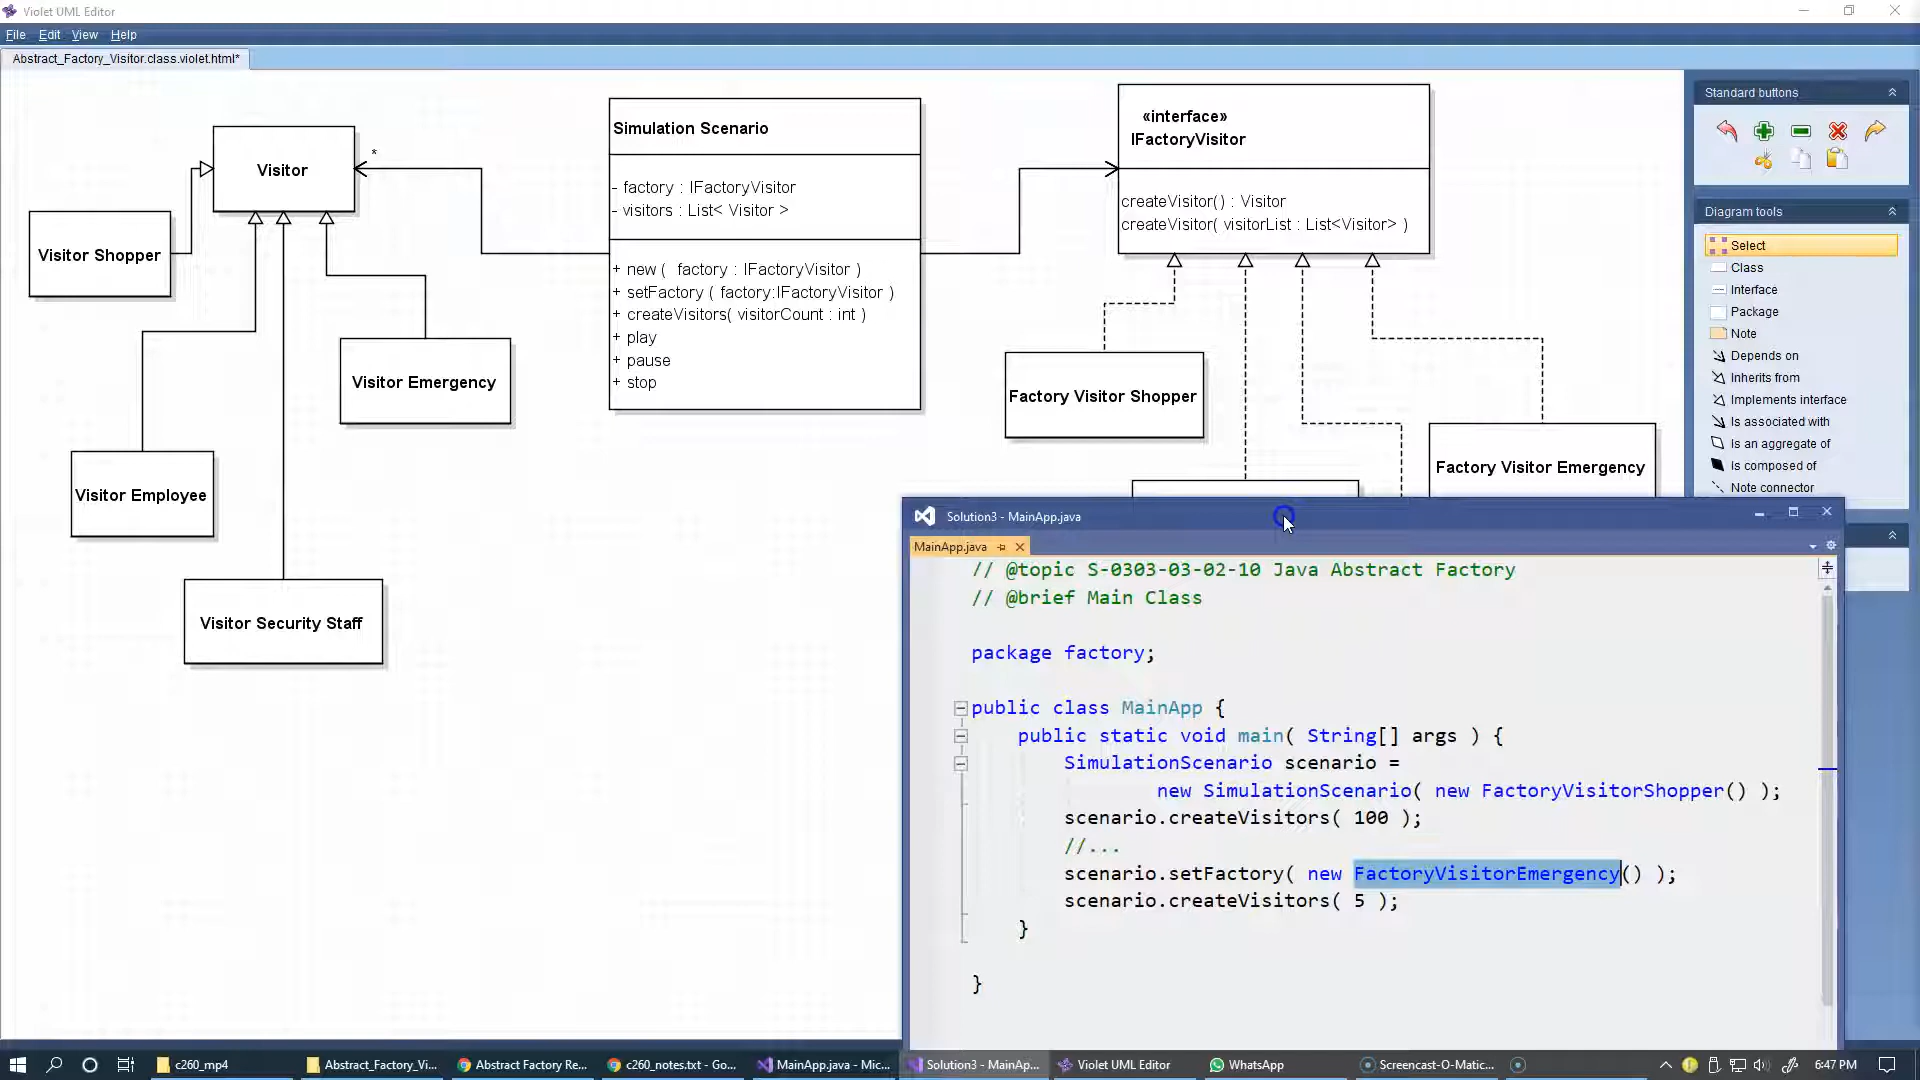 Violet UML Editor
File Edit View Help
Abstract_Factory_Visitor.class.violet.html*
Visitor
*
Visitor Shopper
Visitor Emergency
Visitor Employee
Visitor Security Staff
Simulation Scenario
- factory : IFactoryVisitor
- visitors : List< Visitor >
+ new ( factory : IFactoryVisitor )
+ setFactory ( factory:IFactoryVisitor )
+ createVisitors( visitorCount : int )
+ play
+ pause
+ stop
«interface»
IFactoryVisitor
createVisitor() : Visitor
createVisitor( visitorList : List<Visitor> )
Factory Visitor Shopper
Factory Visitor Emergency
Standard buttons
Diagram tools
Select
Class
Interface
Package
Note
Depends on
Inherits from
Implements interface
Is associated with
Is an aggregate of
Is composed of
Note connector
Solution3 - MainApp.java
MainApp.java
// @topic S-0303-03-02-10 Java Abstract Factory
// @brief Main Class
package factory;
public class MainApp {
public static void main( String[] args ) {
SimulationScenario scenario =
new SimulationScenario( new FactoryVisitorShopper() );
scenario.createVisitors( 100 );
//...
scenario.setFactory( new FactoryVisitorEmergency() );
scenario.createVisitors( 5 );
}
}
c260_mp4
Abstract_Factory_Vi...
Abstract Factory Re...
c260_notes.txt - Go...
MainApp.java - Mic...
Solution3 - MainAp...
Violet UML Editor
WhatsApp
Screencast-O-Matic...
6:47 PM